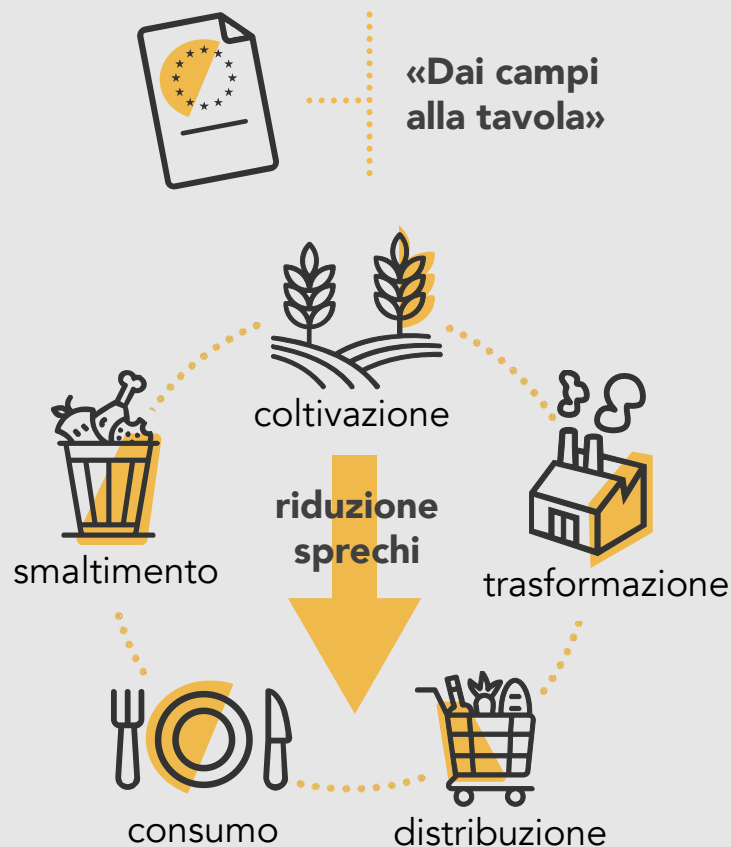 «Dai campi
alla tavola»
coltivazione
riduzione
sprechi
smaltimento
trasformazione
consumo
distribuzione